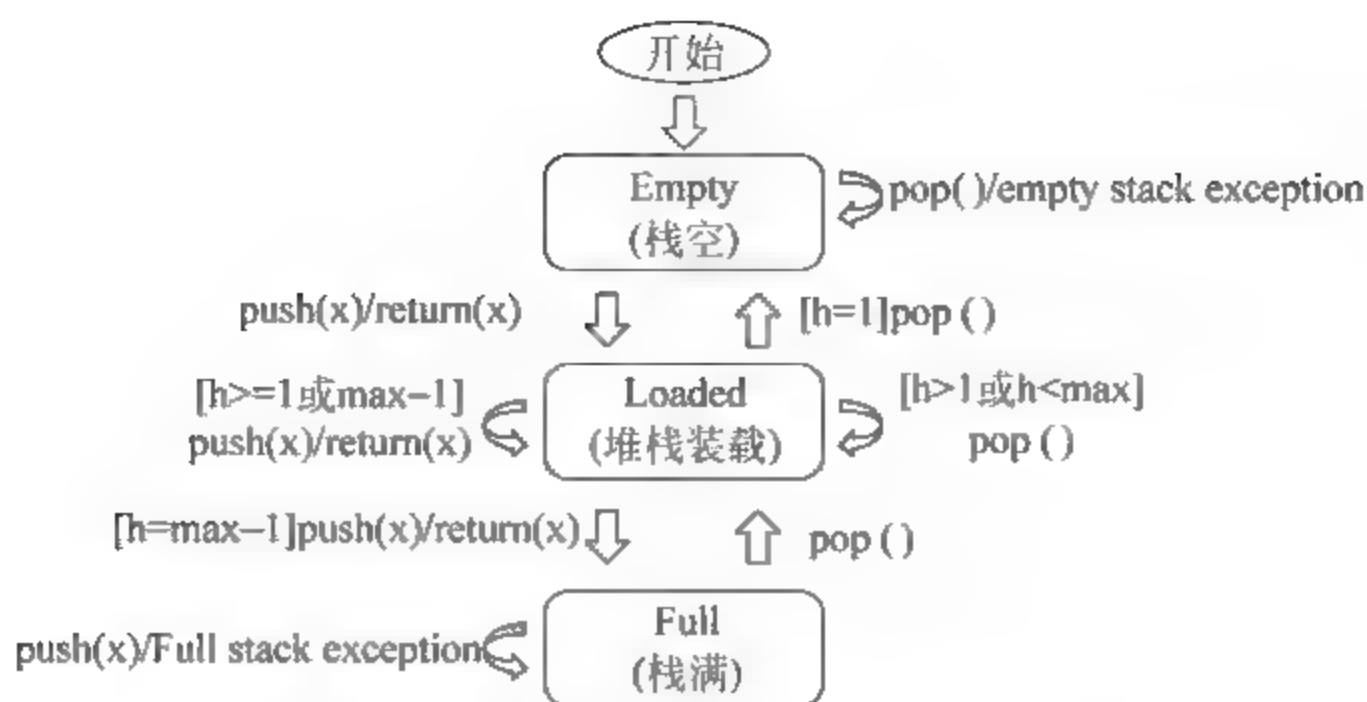 开始
Empty
(栈空)
pop( )/empty stack exception
push(x)/return(x)
[h=1]pop ( )
[h>=1或max−1]
push(x)/return(x)
Loaded
(堆栈装载)
[h>1或h<max]
pop ( )
[h=max−1]push(x)/return(x)
pop ( )
push(x)/Full stack exception
Full
(栈满)